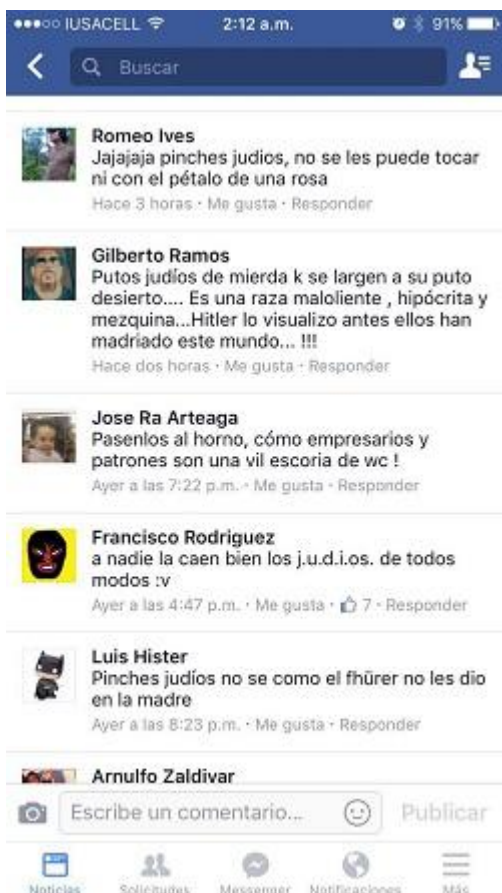 IUSACELL 2:12 a.m. 91%
Buscar
Romeo Ives
Jajajaja pinches judios, no se les puede tocar
ni con el pétalo de una rosa
Hace 3 horas · Me gusta · Responder
Gilberto Ramos
Putos judíos de mierda k se largen a su puto
desierto.... Es una raza maloliente , hipócrita y
mezquina...Hitler lo visualizo antes ellos han
madriado este mundo... !!!
Hace dos horas · Me gusta · Responder
Jose Ra Arteaga
Pasenlos al horno, cómo empresarios y
patrones son una vil escoria de wc !
Ayer a las 7:22 p.m. · Me gusta · Responder
Francisco Rodriguez
a nadie la caen bien los j.u.d.i.os. de todos
modos :v
Ayer a las 4:47 p.m. · Me gusta · 7 · Responder
Luis Hister
Pinches judíos no se como el fhürer no les dio
en la madre
Ayer a las 8:23 p.m. · Me gusta · Responder
Arnulfo Zaldivar
Escribe un comentario... Publicar
Noticias Solicitudes Messenger Notificaciones Más